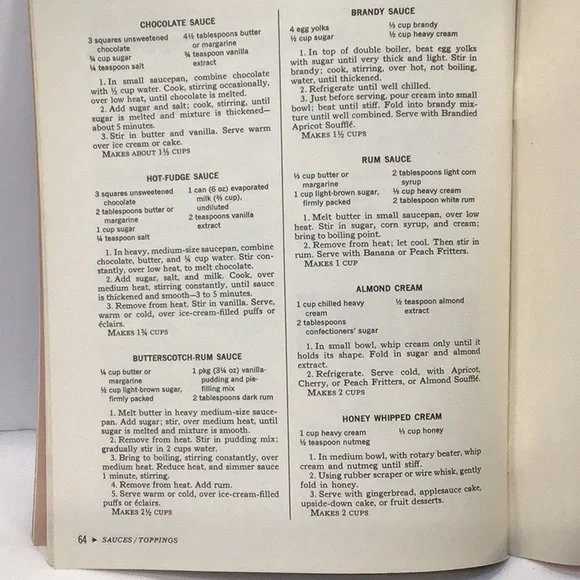 CHOCOLATE SAUCE
3 squares unsweetened
chocolate
¾ cup sugar
¼ teaspoon salt
4½ tablespoons butter
or margarine
¾ teaspoon vanilla
extract
1. In small saucepan, combine chocolate
with ½ cup water. Cook, stirring occasionally,
over low heat, until chocolate is melted.
2. Add sugar and salt; cook, stirring, until
sugar is melted and mixture is thickened—
about 5 minutes.
3. Stir in butter and vanilla. Serve warm
over ice cream or cake.
MAKES ABOUT 1⅓ CUPS
HOT-FUDGE SAUCE
3 squares unsweetened
chocolate
2 tablespoons butter or
margarine
1 cup sugar
¼ teaspoon salt
1 can (6 oz) evaporated
milk (⅔ cup),
undiluted
2 teaspoons vanilla
extract
1. In heavy, medium-size saucepan, combine
chocolate, butter, and ¼ cup water. Stir con-
stantly, over low heat, to melt chocolate.
2. Add sugar, salt, and milk. Cook, over
medium heat, stirring constantly, until sauce
is thickened and smooth—3 to 5 minutes.
3. Remove from heat. Stir in vanilla. Serve,
warm or cold, over ice-cream-filled puffs or
éclairs.
MAKES 1¾ CUPS
BUTTERSCOTCH-RUM SAUCE
¼ cup butter or
margarine
½ cup light-brown sugar,
firmly packed
1 pkg (3¼ oz) vanilla-
pudding and pie-
filling mix
2 tablespoons dark rum
1. Melt butter in heavy medium-size sauce-
pan. Add sugar; stir, over medium heat, until
sugar is melted and mixture is smooth.
2. Remove from heat. Stir in pudding mix;
gradually stir in 2 cups water.
3. Bring to boiling, stirring constantly, over
medium heat. Reduce heat, and simmer sauce
1 minute, stirring.
4. Remove from heat. Add rum.
5. Serve warm or cold, over ice-cream-filled
puffs or éclairs.
MAKES 2½ CUPS
64 ► SAUCES/TOPPINGS
BRANDY SAUCE
4 egg yolks
½ cup sugar
⅓ cup brandy
½ cup heavy cream
1. In top of double boiler, beat egg yolks
with sugar until very thick and light. Stir in
brandy; cook, stirring, over hot, not boiling,
water, until thickened.
2. Refrigerate until well chilled.
3. Just before serving, pour cream into small
bowl; beat until stiff. Fold into brandy mix-
ture until well combined. Serve with Brandied
Apricot Soufflé.
MAKES 1½ CUPS
RUM SAUCE
⅓ cup butter or
margarine
1 cup light-brown sugar,
firmly packed
2 tablespoons light corn
syrup
⅓ cup heavy cream
2 tablespoon white rum
1. Melt butter in small saucepan, over low
heat. Stir in sugar, corn syrup, and cream;
bring to boiling point.
2. Remove from heat; let cool. Then stir in
rum. Serve with Banana or Peach Fritters.
MAKES 1 CUP
ALMOND CREAM
1 cup chilled heavy
cream
2 tablespoons
confectioners' sugar
½ teaspoon almond
extract
1. In small bowl, whip cream only until it
holds its shape. Fold in sugar and almond
extract.
2. Refrigerate. Serve cold, with Apricot,
Cherry, or Peach Fritters, or Almond Soufflé.
MAKES 2 CUPS
HONEY WHIPPED CREAM
1 cup heavy cream
½ teaspoon nutmeg
⅓ cup honey
1. In medium bowl, with rotary beater, whip
cream and nutmeg until stiff.
2. Using rubber scraper or wire whisk, gently
fold in honey.
3. Serve with gingerbread, applesauce cake,
upside-down cake, or fruit desserts.
MAKES 2 CUPS